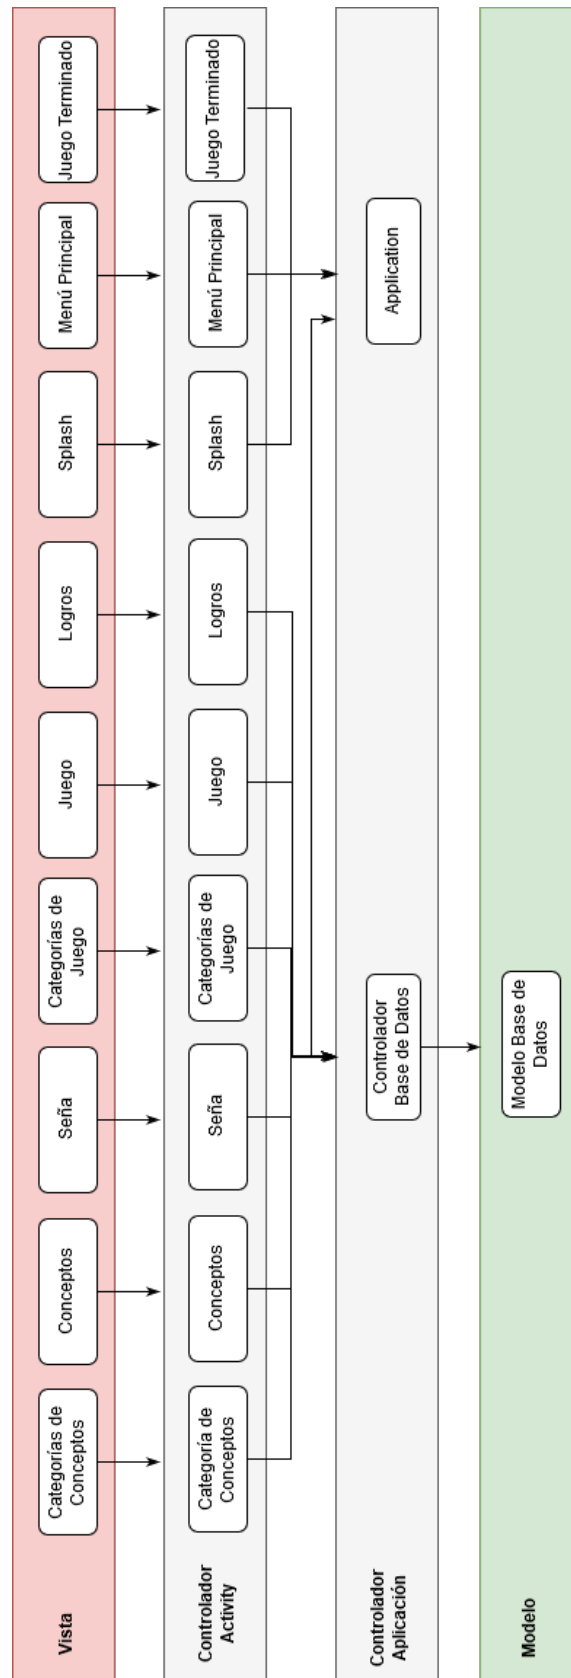 Vista
Categorías de
Conceptos
Conceptos
Seña
Categorías de
Juego
Juego
Logros
Splash
Menú Principal
Juego Terminado
Controlador
Activity
Categoría de
Conceptos
Conceptos
Seña
Categorías de
Juego
Juego
Logros
Splash
Menú Principal
Juego Terminado
Controlador
Aplicación
Controlador
Base de Datos
Application
Modelo
Modelo Base de
Datos